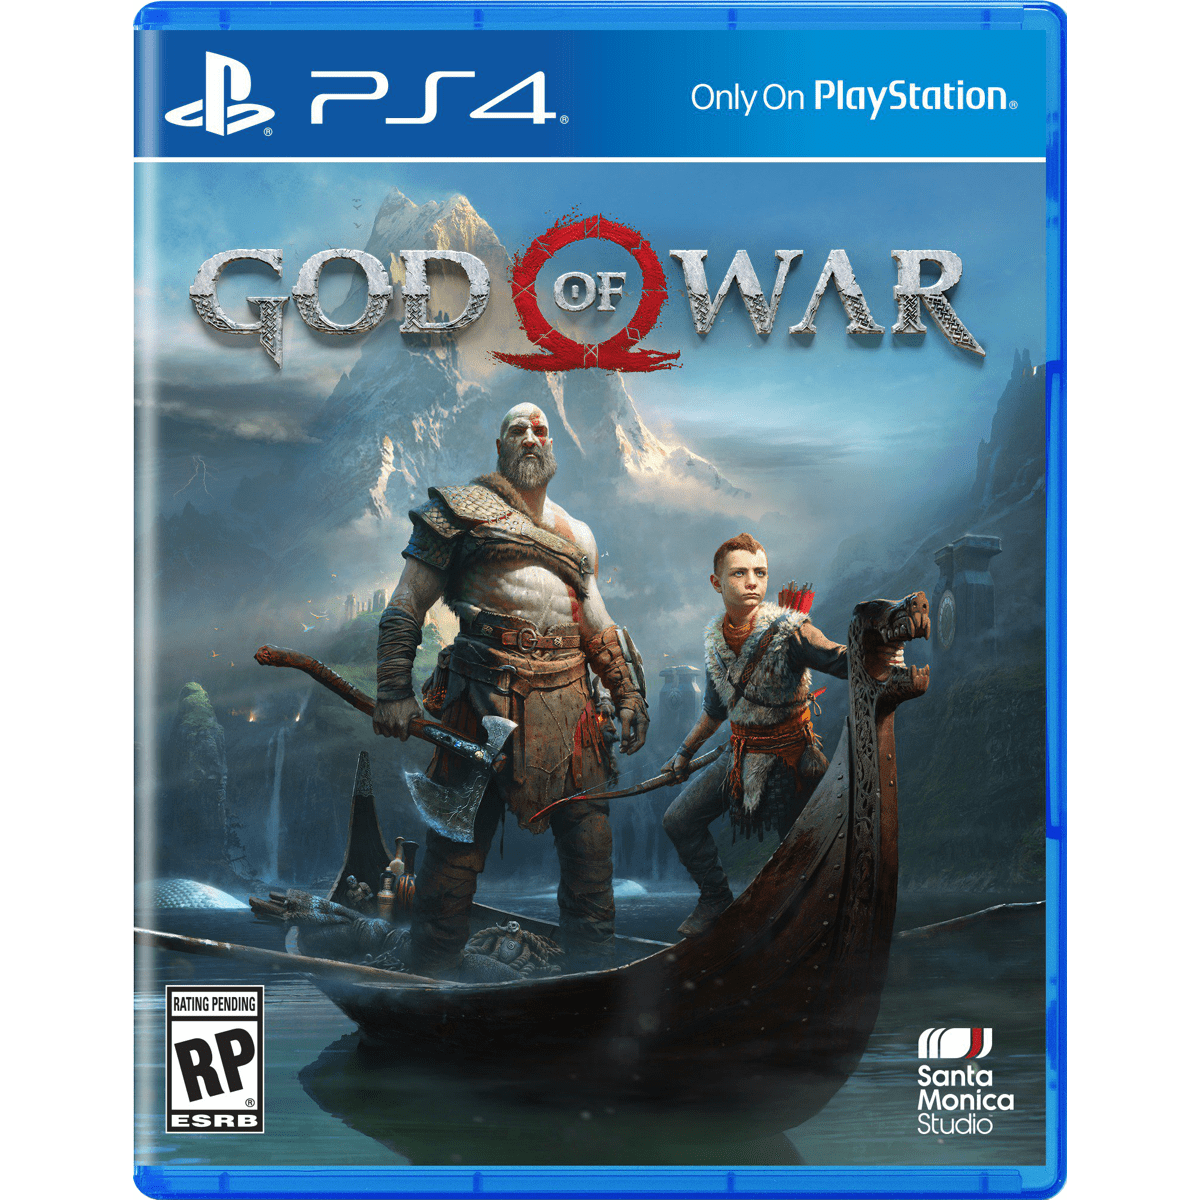 PS4®
Only On PlayStation®
GOD OF WAR
RATING PENDING
RP®
ESRB
Santa
Monica
Studio